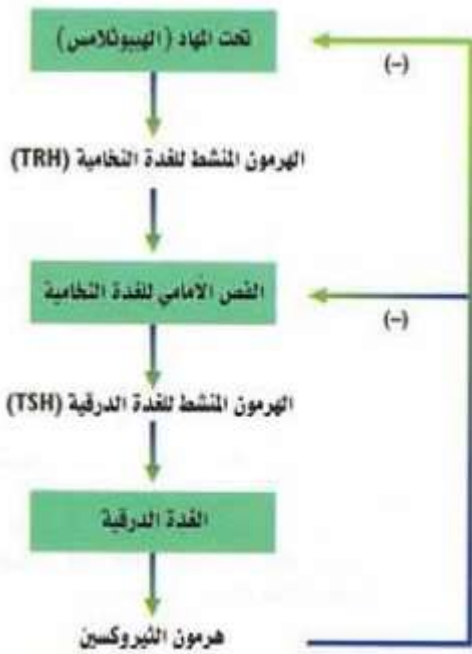 تحت المهاد (الهيبوثلامس)
(-)
الهرمون المنشط للغدة النخامية (TRH)
الفص الأمامي للغدة النخامية
(-)
الهرمون المنشط للغدة الدرقية (TSH)
الغدة الدرقية
هرمون الثيروكسين